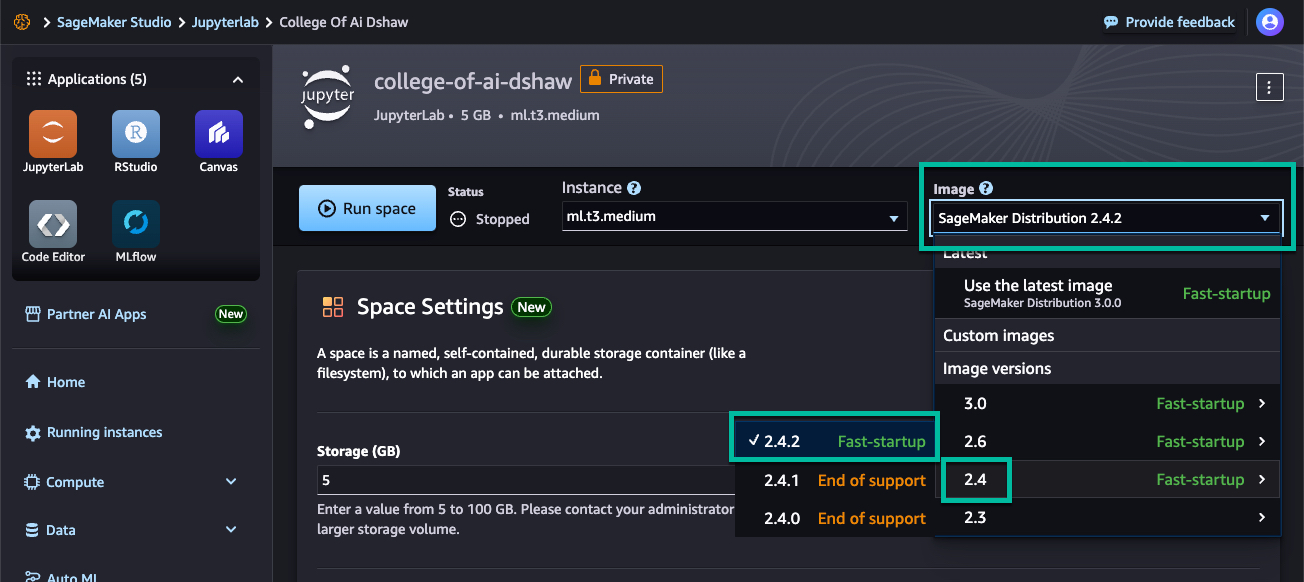 SageMaker Studio > Jupyterlab > College Of Ai Dshaw
Provide feedback
Applications (5)
JupyterLab
RStudio
Canvas
Code Editor
MLflow
Partner AI Apps
New
Home
Running instances
Compute
Data
Auto ML
jupyter
college-of-ai-dshaw
Private
JupyterLab • 5 GB • ml.t3.medium
Run space
Status
Stopped
Instance
ml.t3.medium
Image
SageMaker Distribution 2.4.2
Latest
Use the latest image
SageMaker Distribution 3.0.0
Fast-startup
Custom images
Image versions
3.0 Fast-startup
2.6 Fast-startup
2.4 Fast-startup
2.3
2.4.2 Fast-startup
2.4.1 End of support
2.4.0 End of support
Space Settings
New
A space is a named, self-contained, durable storage container (like a
filesystem), to which an app can be attached.
Storage (GB)
5
Enter a value from 5 to 100 GB. Please contact your administrator
larger storage volume.